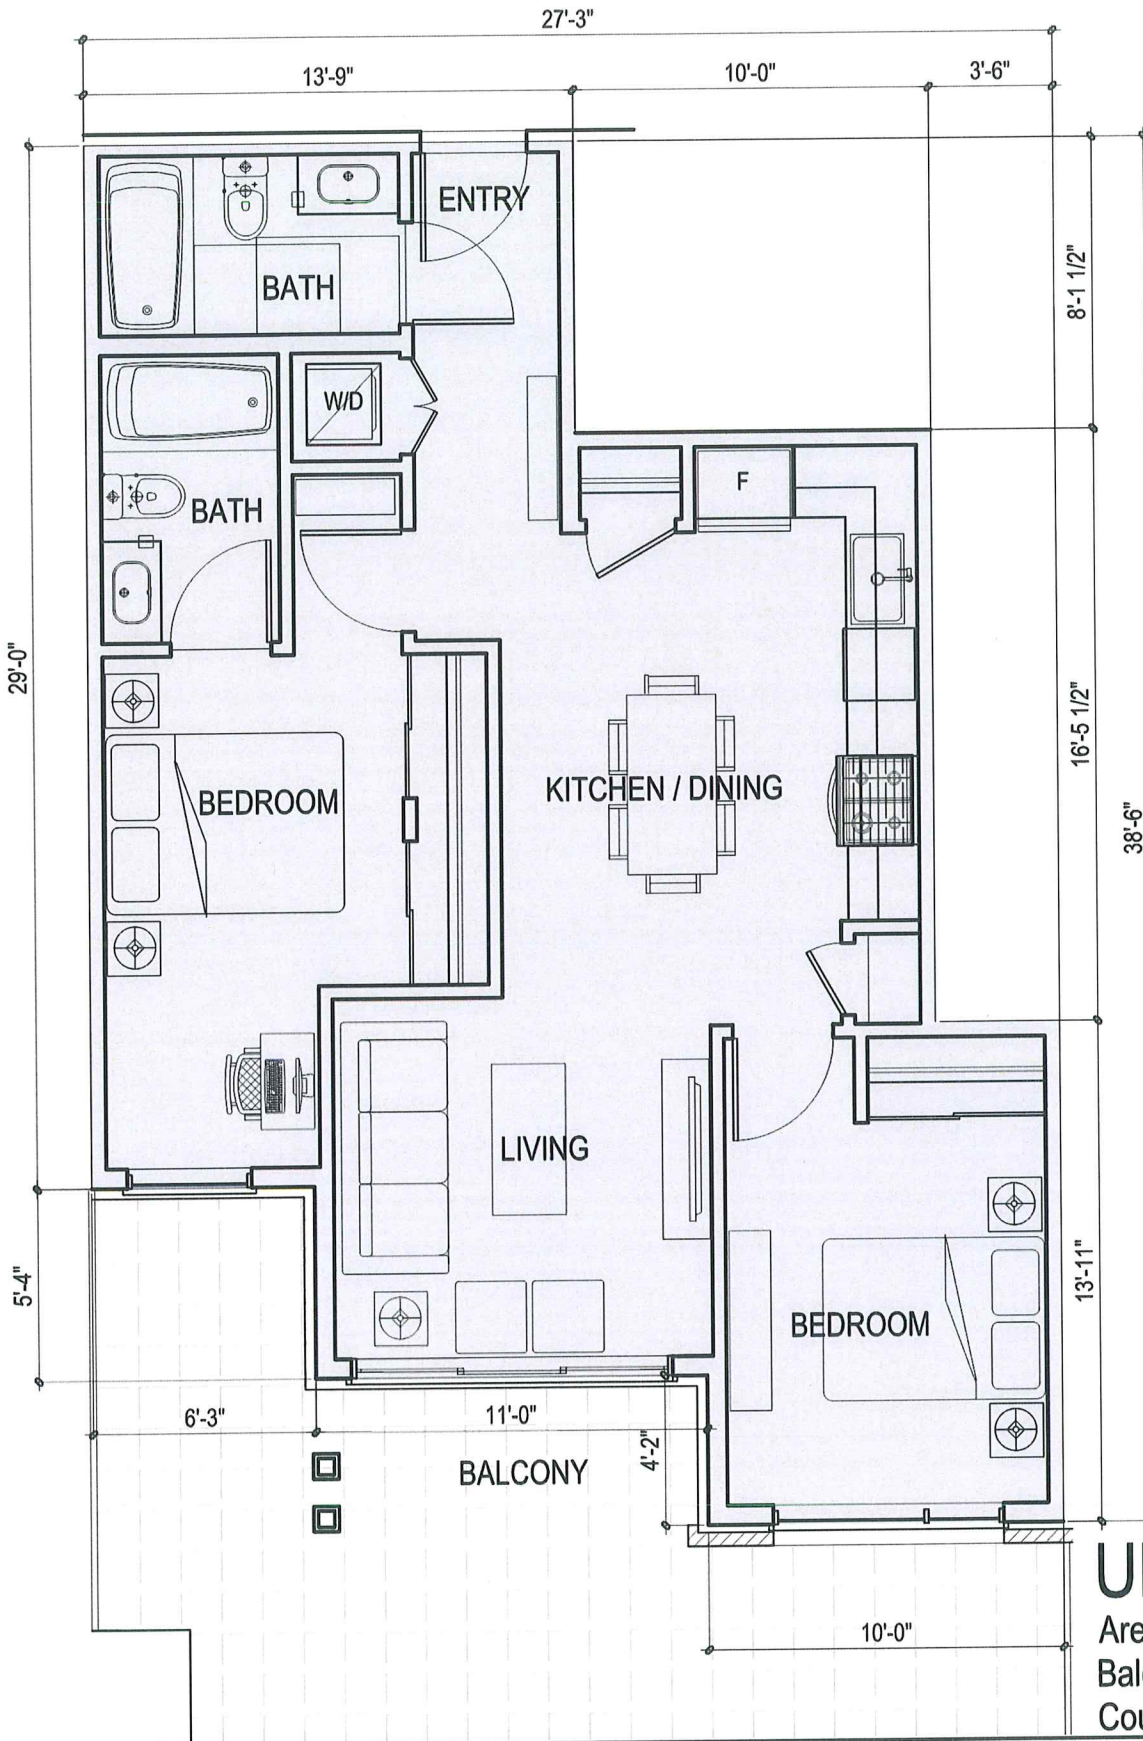 27'-3"
13'-9"
10'-0"
3'-6"
ENTRY
BATH
8'-1 1/2"
W/D
F
BATH
29'-0"
16'-5 1/2"
KITCHEN / DINING
BEDROOM
38'-6"
LIVING
5'-4"
13'-11"
BEDROOM
6'-3"
11'-0"
4'-2"
BALCONY
10'-0"